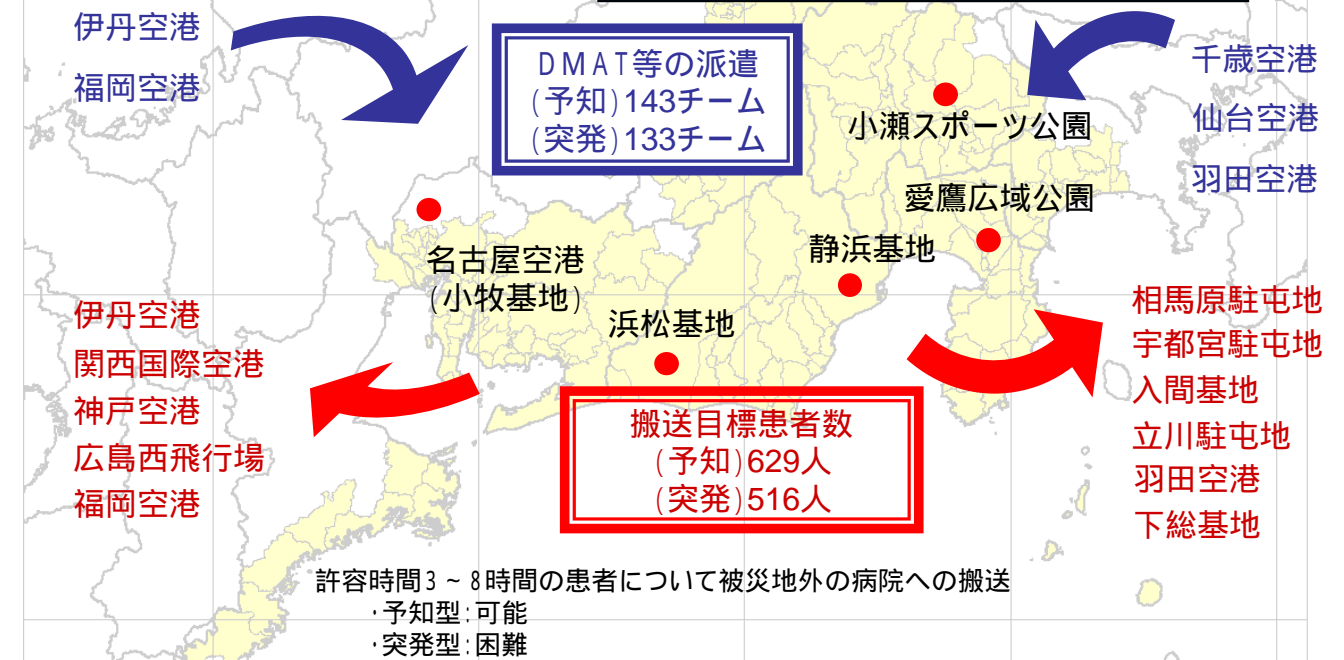 伊丹空港
福岡空港
DMAT等の派遣
(予知)143チーム
(突発)133チーム
千歳空港
仙台空港
羽田空港
小瀬スポーツ公園
愛鷹広域公園
静浜基地
名古屋空港
(小牧基地)
浜松基地
伊丹空港
関西国際空港
神戸空港
広島西飛行場
福岡空港
搬送目標患者数
(予知)629人
(突発)516人
相馬原駐屯地
宇都宮駐屯地
入間基地
立川駐屯地
羽田空港
下総基地
許容時間3~8時間の患者について被災地外の病院への搬送
・予知型:可能
・突発型:困難